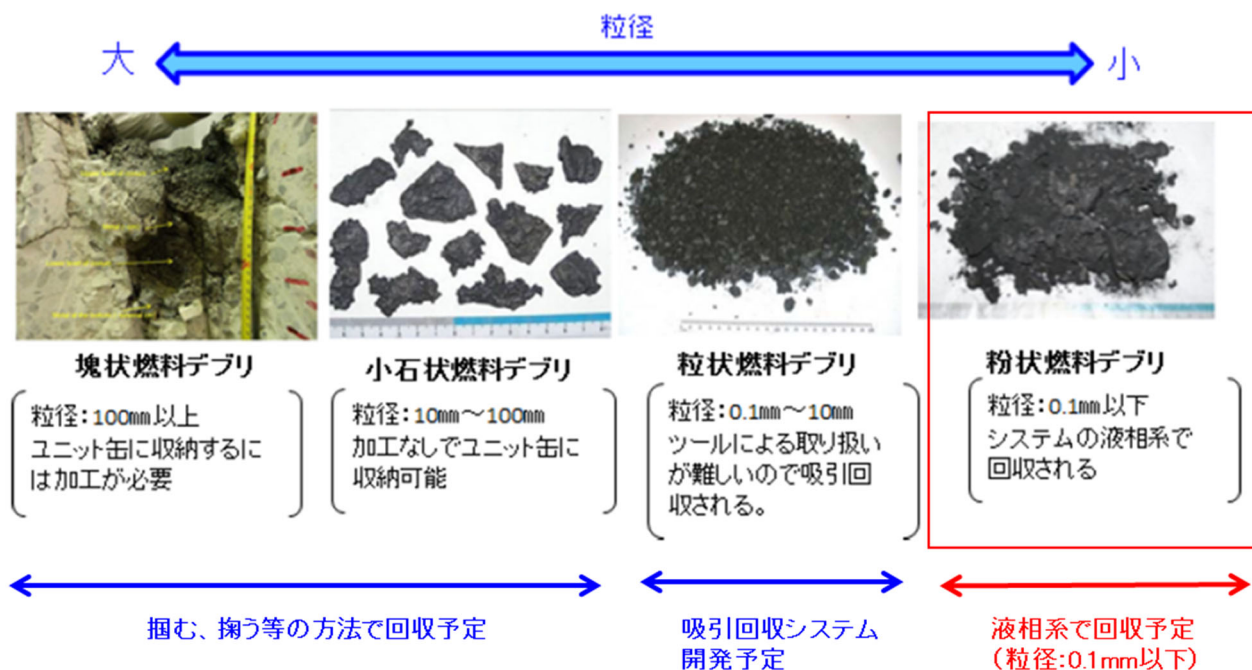 粒径
大
小
塊状燃料デブリ
粒径：100mm以上
ユニット缶に収納するに
は加工が必要
小石状燃料デブリ
粒径：10mm～100mm
加工なしでユニット缶に
収納可能
粒状燃料デブリ
粒径：0.1mm～10mm
ツールによる取り扱い
が難しいので吸引回
収される。
粉状燃料デブリ
粒径：0.1mm以下
システムの液相系で
回収される
掴む、掬う等の方法で回収予定
吸引回収システム
開発予定
液相系で回収予定
（粒径：0.1mm以下）